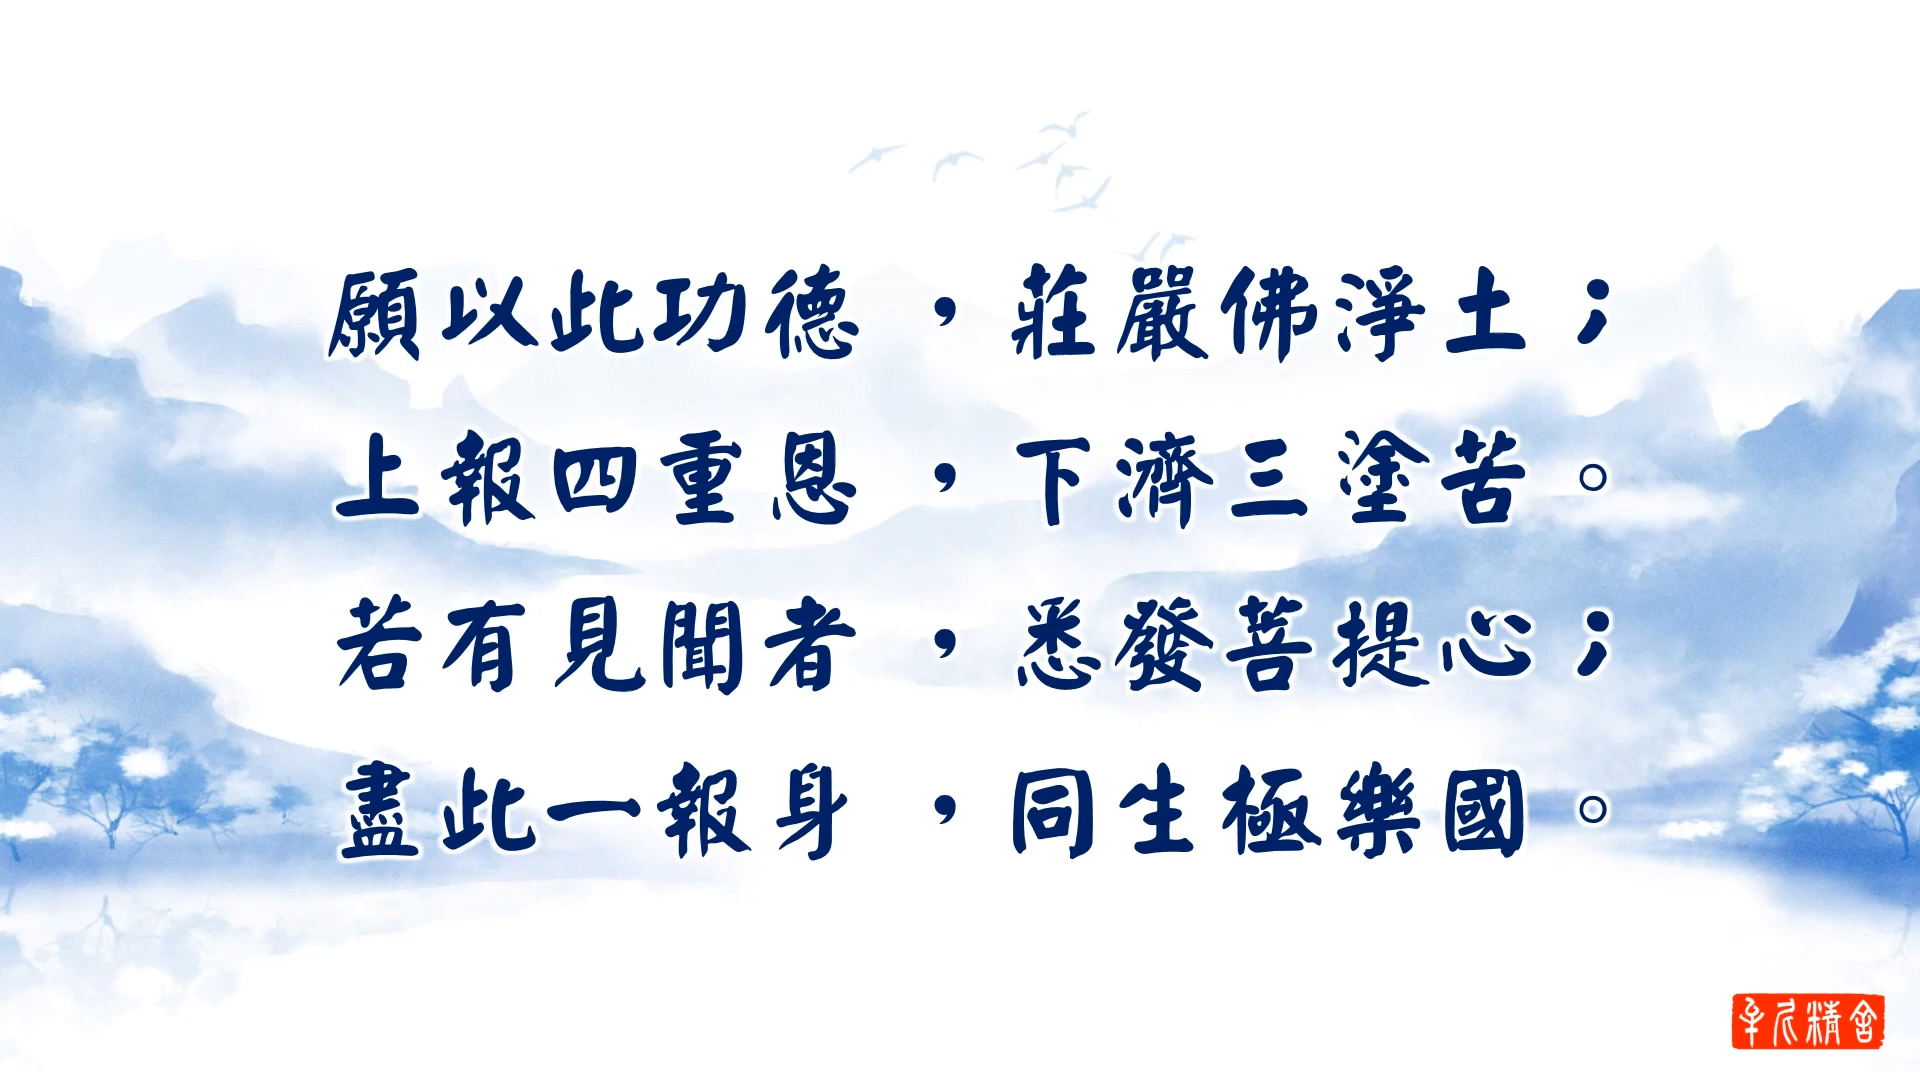 願以此功德，莊嚴佛淨土；
上報四重恩，下濟三塗苦。
若有見聞者，悉發菩提心；
盡此一報身，同生極樂國。
精舍